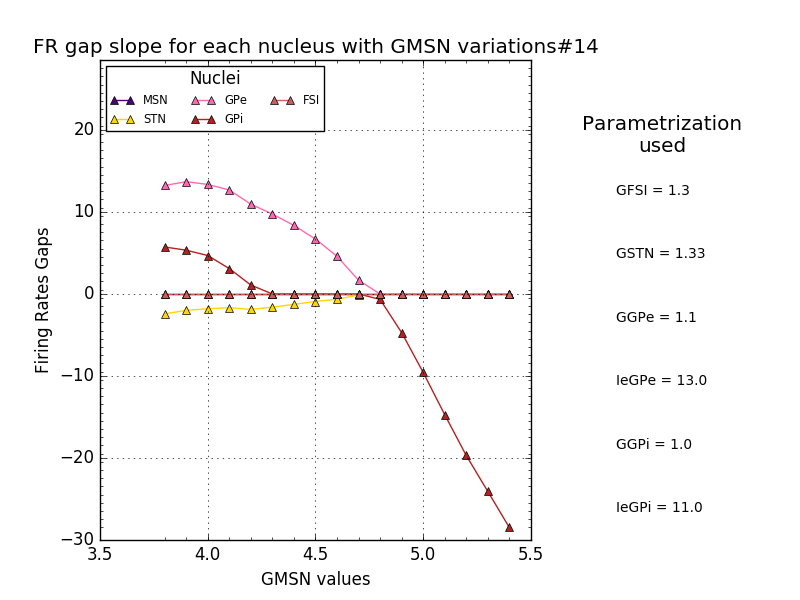 FR gap slope for each nucleus with GMSN variations#14
Nuclei
MSN GPe FSI
STN GPi
20
10
0
−10
−20
−30
3.5 4.0 4.5 5.0 5.5
Firing Rates Gaps
GMSN values
Parametrization
used
GFSI = 1.3
GSTN = 1.33
GGPe = 1.1
IeGPe = 13.0
GGPi = 1.0
IeGPi = 11.0